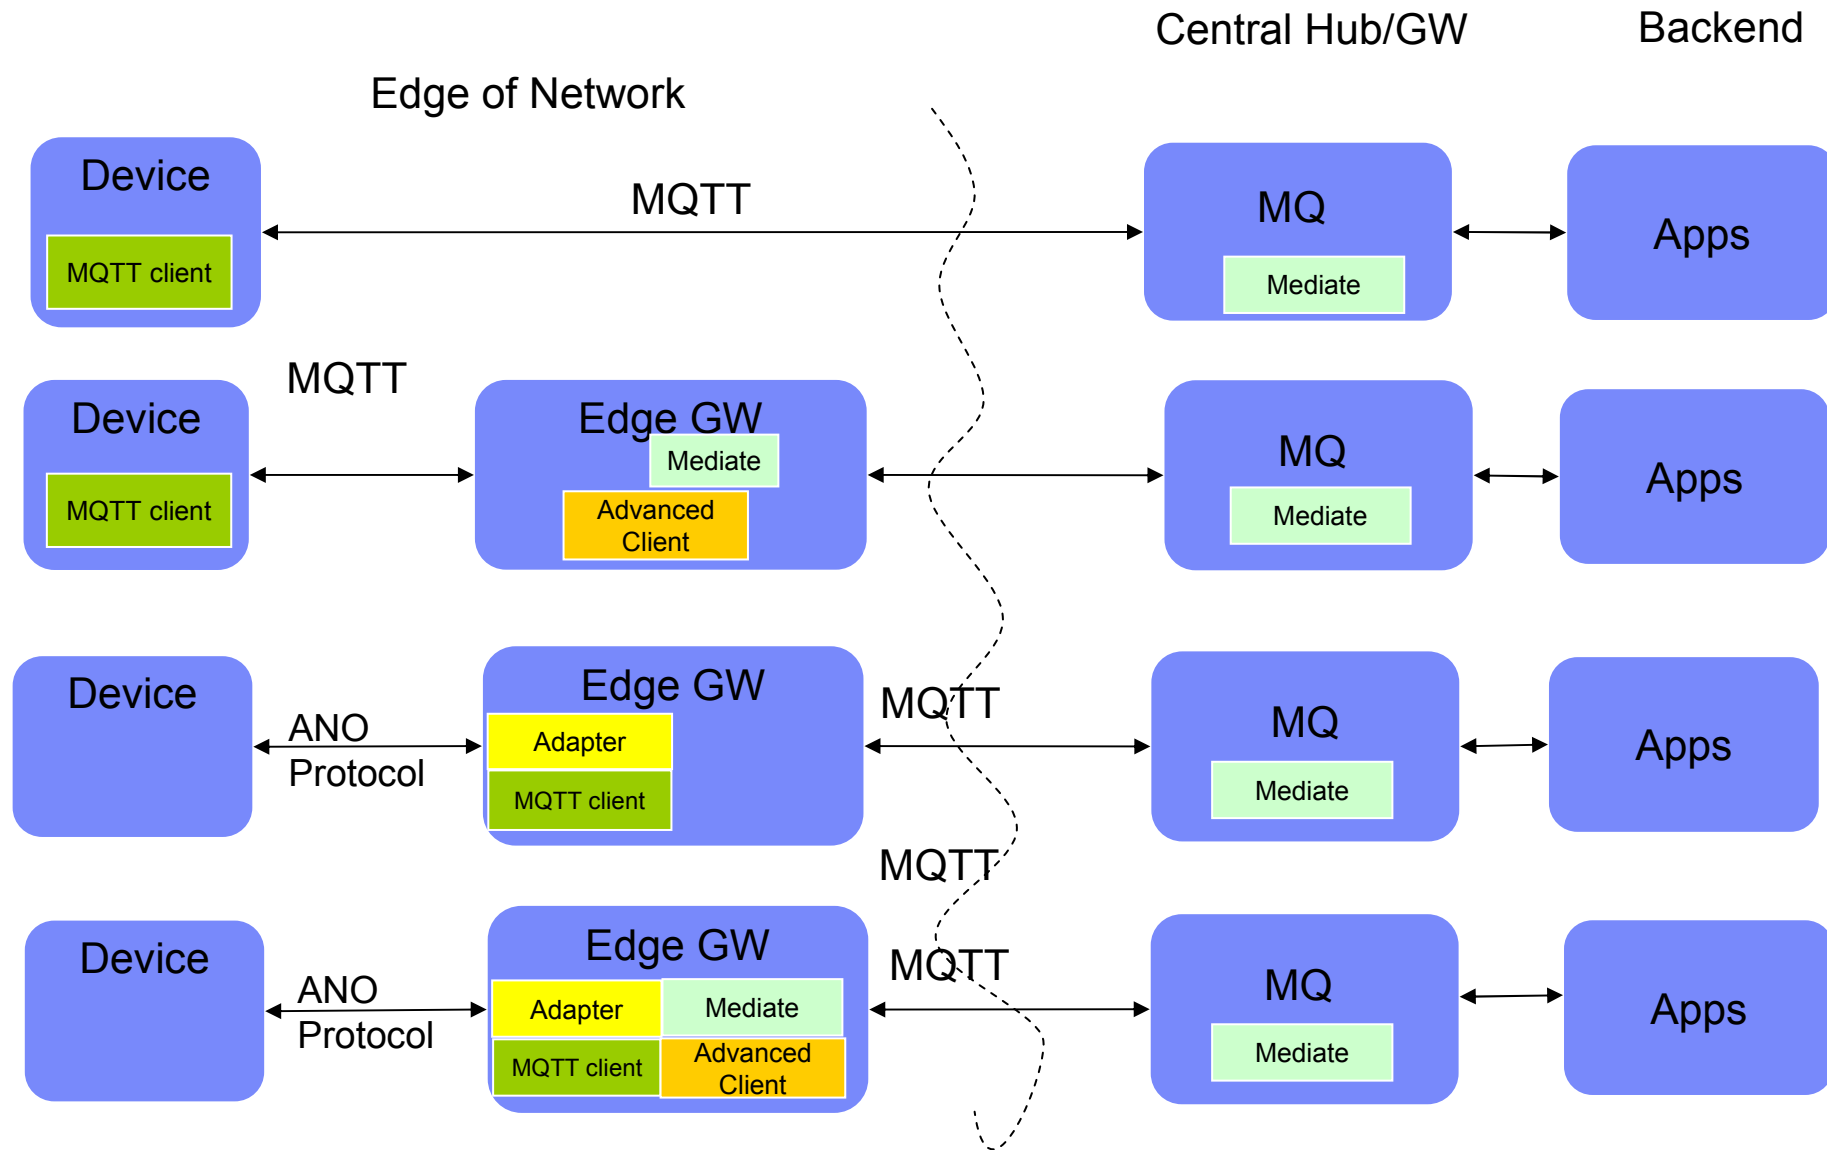 Central Hub/GW
Backend
Edge of Network
Device
MQTT client
MQTT
MQ
Mediate
Apps
Device
MQTT client
MQTT
Edge GW
Mediate
Advanced
Client
MQ
Mediate
Apps
Device
ANO
Protocol
Edge GW
Adapter
MQTT client
MQTT
MQ
Mediate
Apps
MQTT
Device
ANO
Protocol
Edge GW
Adapter
Mediate
MQTT client
Advanced
Client
MQTT
MQ
Mediate
Apps